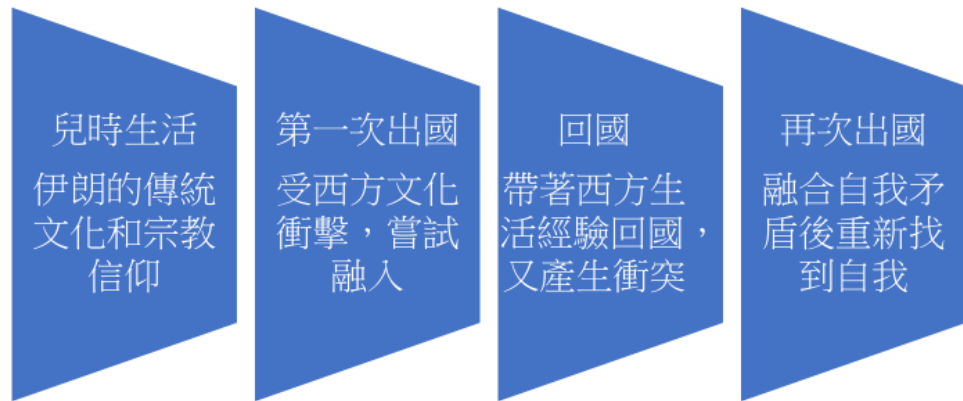 兒時生活
伊朗的傳統
文化和宗教
信仰
第一次出國
受西方文化
衝擊，嘗試
融入
回國
帶著西方生
活經驗回國，
又產生衝突
再次出國
融合自我矛
盾後重新找
到自我